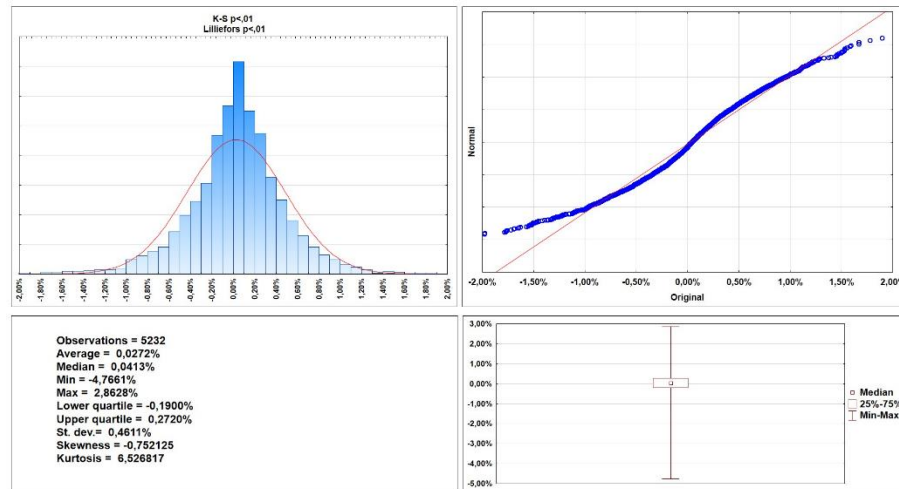 K-S p<,01
Lilliefors p<,01
-2,00% -1,80% -1,60% -1,40% -1,20% -1,00% -0,80% -0,60% -0,40% -0,20% 0,00% 0,20% 0,40% 0,60% 0,80% 1,00% 1,20% 1,40% 1,60% 1,80% 2,00%
Normal
-2,00% -1,50% -1,00% -0,50% 0,00% 0,50% 1,00% 1,50% 2,00%
Original
Observations = 5232
Average = 0,0272%
Median = 0,0413%
Min = -4,7661%
Max = 2,8628%
Lower quartile = -0,1900%
Upper quartile = 0,2720%
St. dev.= 0,4611%
Skewness = -0,752125
Kurtosis = 6,526817
3,00%
2,00%
1,00%
0,00%
-1,00%
-2,00%
-3,00%
-4,00%
-5,00%
Median
25%-75%
Min-Max